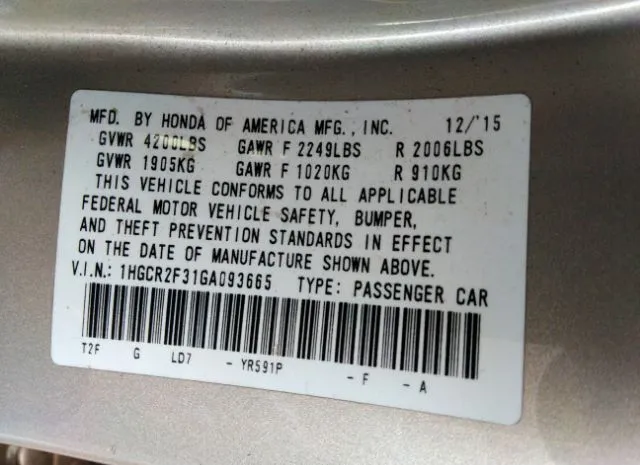 MFD. BY HONDA OF AMERICA MFG., INC. 12/'15
GVWR 4200LBS GAWR F 2249LBS R 2006LBS
GVWR 1905KG GAWR F 1020KG R 910KG
THIS VEHICLE CONFORMS TO ALL APPLICABLE
FEDERAL MOTOR VEHICLE SAFETY, BUMPER,
AND THEFT PREVENTION STANDARDS IN EFFECT
ON THE DATE OF MANUFACTURE SHOWN ABOVE.
V.I.N.: 1HGCR2F31GA093665 TYPE: PASSENGER CAR
T2F G LD7 - YR591P - F - A